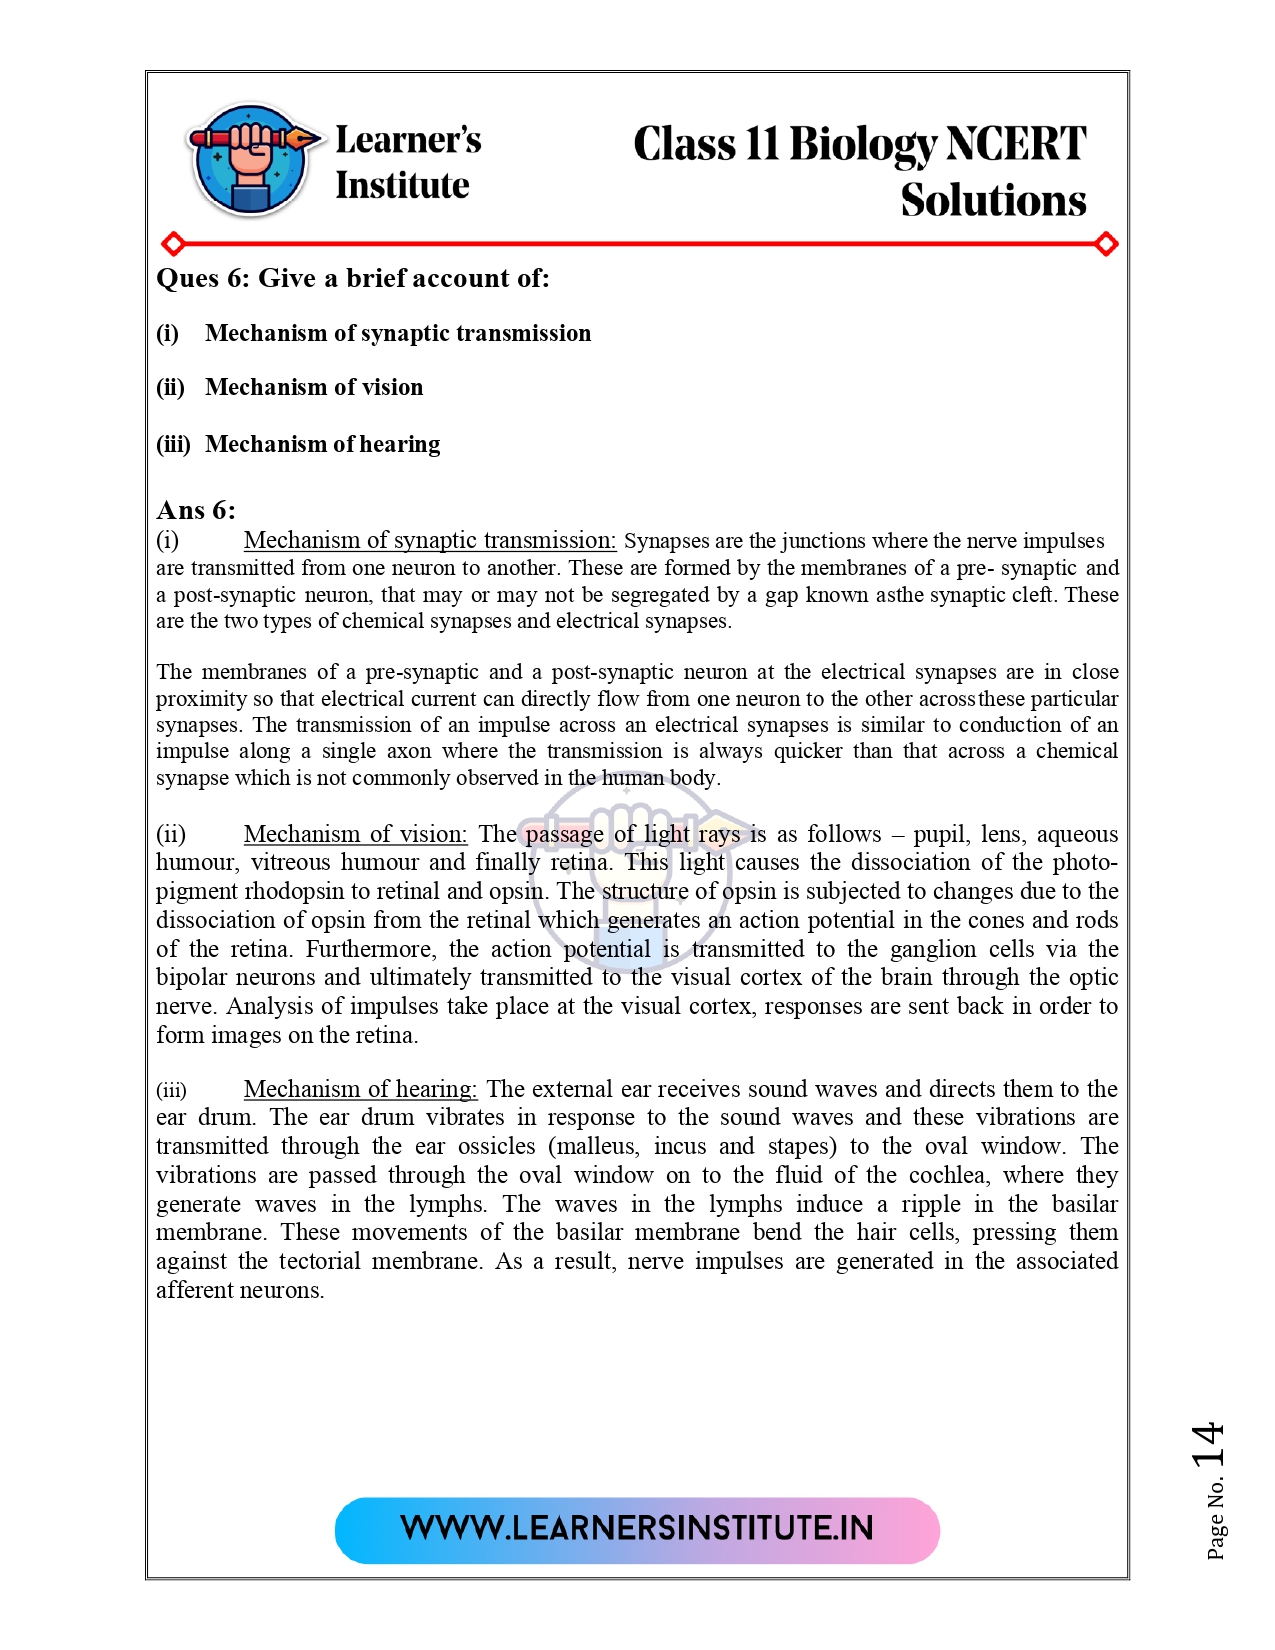 Learner's
Institute
Class 11 Biology NCERT
Solutions
Ques 6: Give a brief account of:
(i) Mechanism of synaptic transmission
(ii) Mechanism of vision
(iii) Mechanism of hearing
Ans 6:
(i) Mechanism of synaptic transmission: Synapses are the junctions where the nerve impulses
are transmitted from one neuron to another. These are formed by the membranes of a pre- synaptic and
a post-synaptic neuron, that may or may not be segregated by a gap known asthe synaptic cleft. These
are the two types of chemical synapses and electrical synapses.
The membranes of a pre-synaptic and a post-synaptic neuron at the electrical synapses are in close
proximity so that electrical current can directly flow from one neuron to the other acrossthese particular
synapses. The transmission of an impulse across an electrical synapses is similar to conduction of an
impulse along a single axon where the transmission is always quicker than that across a chemical
synapse which is not commonly observed in the human body.
(ii) Mechanism of vision: The passage of light rays is as follows – pupil, lens, aqueous
humour, vitreous humour and finally retina. This light causes the dissociation of the photo-
pigment rhodopsin to retinal and opsin. The structure of opsin is subjected to changes due to the
dissociation of opsin from the retinal which generates an action potential in the cones and rods
of the retina. Furthermore, the action potential is transmitted to the ganglion cells via the
bipolar neurons and ultimately transmitted to the visual cortex of the brain through the optic
nerve. Analysis of impulses take place at the visual cortex, responses are sent back in order to
form images on the retina.
(iii) Mechanism of hearing: The external ear receives sound waves and directs them to the
ear drum. The ear drum vibrates in response to the sound waves and these vibrations are
transmitted through the ear ossicles (malleus, incus and stapes) to the oval window. The
vibrations are passed through the oval window on to the fluid of the cochlea, where they
generate waves in the lymphs. The waves in the lymphs induce a ripple in the basilar
membrane. These movements of the basilar membrane bend the hair cells, pressing them
against the tectorial membrane. As a result, nerve impulses are generated in the associated
afferent neurons.
WWW.LEARNERSINSTITUTE.IN
Page No. 14